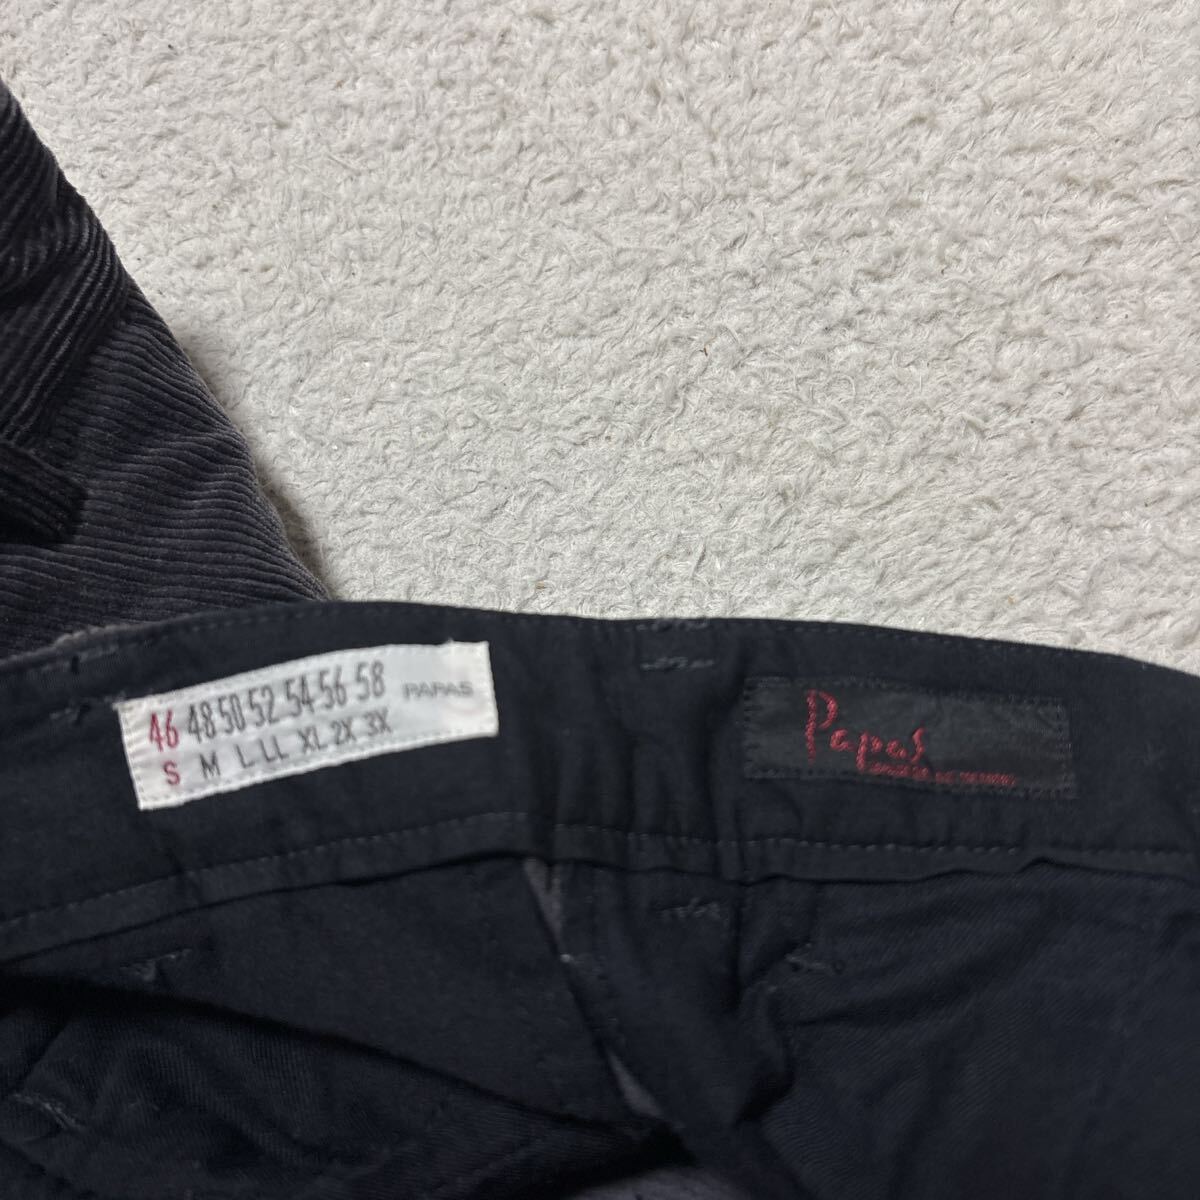 46 48 50 52 54 56 58 PAPAS
S M L LL XL 2X 3X
Papas